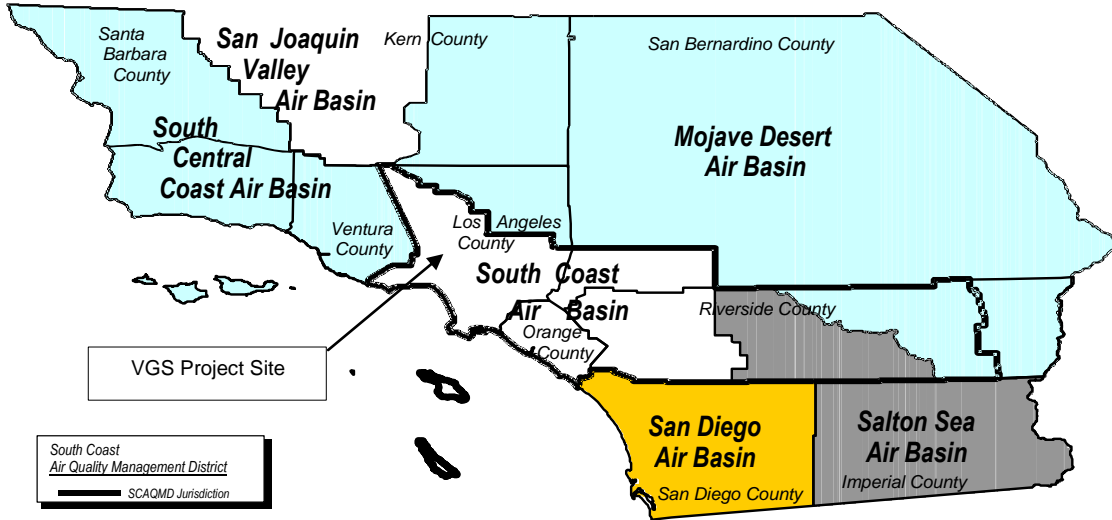 Santa
Barbara
County
San Joaquin
Valley
Air Basin
Kern County
San Bernardino County
South
Central
Coast Air Basin
Mojave Desert
Air Basin
Ventura
County
Los Angeles
County
South Coast
Air Basin
Orange
County
Riverside County
VGS Project Site
San Diego
Air Basin
San Diego County
Salton Sea
Air Basin
Imperial County
South Coast
Air Quality Management District
SCAQMD Jurisdiction